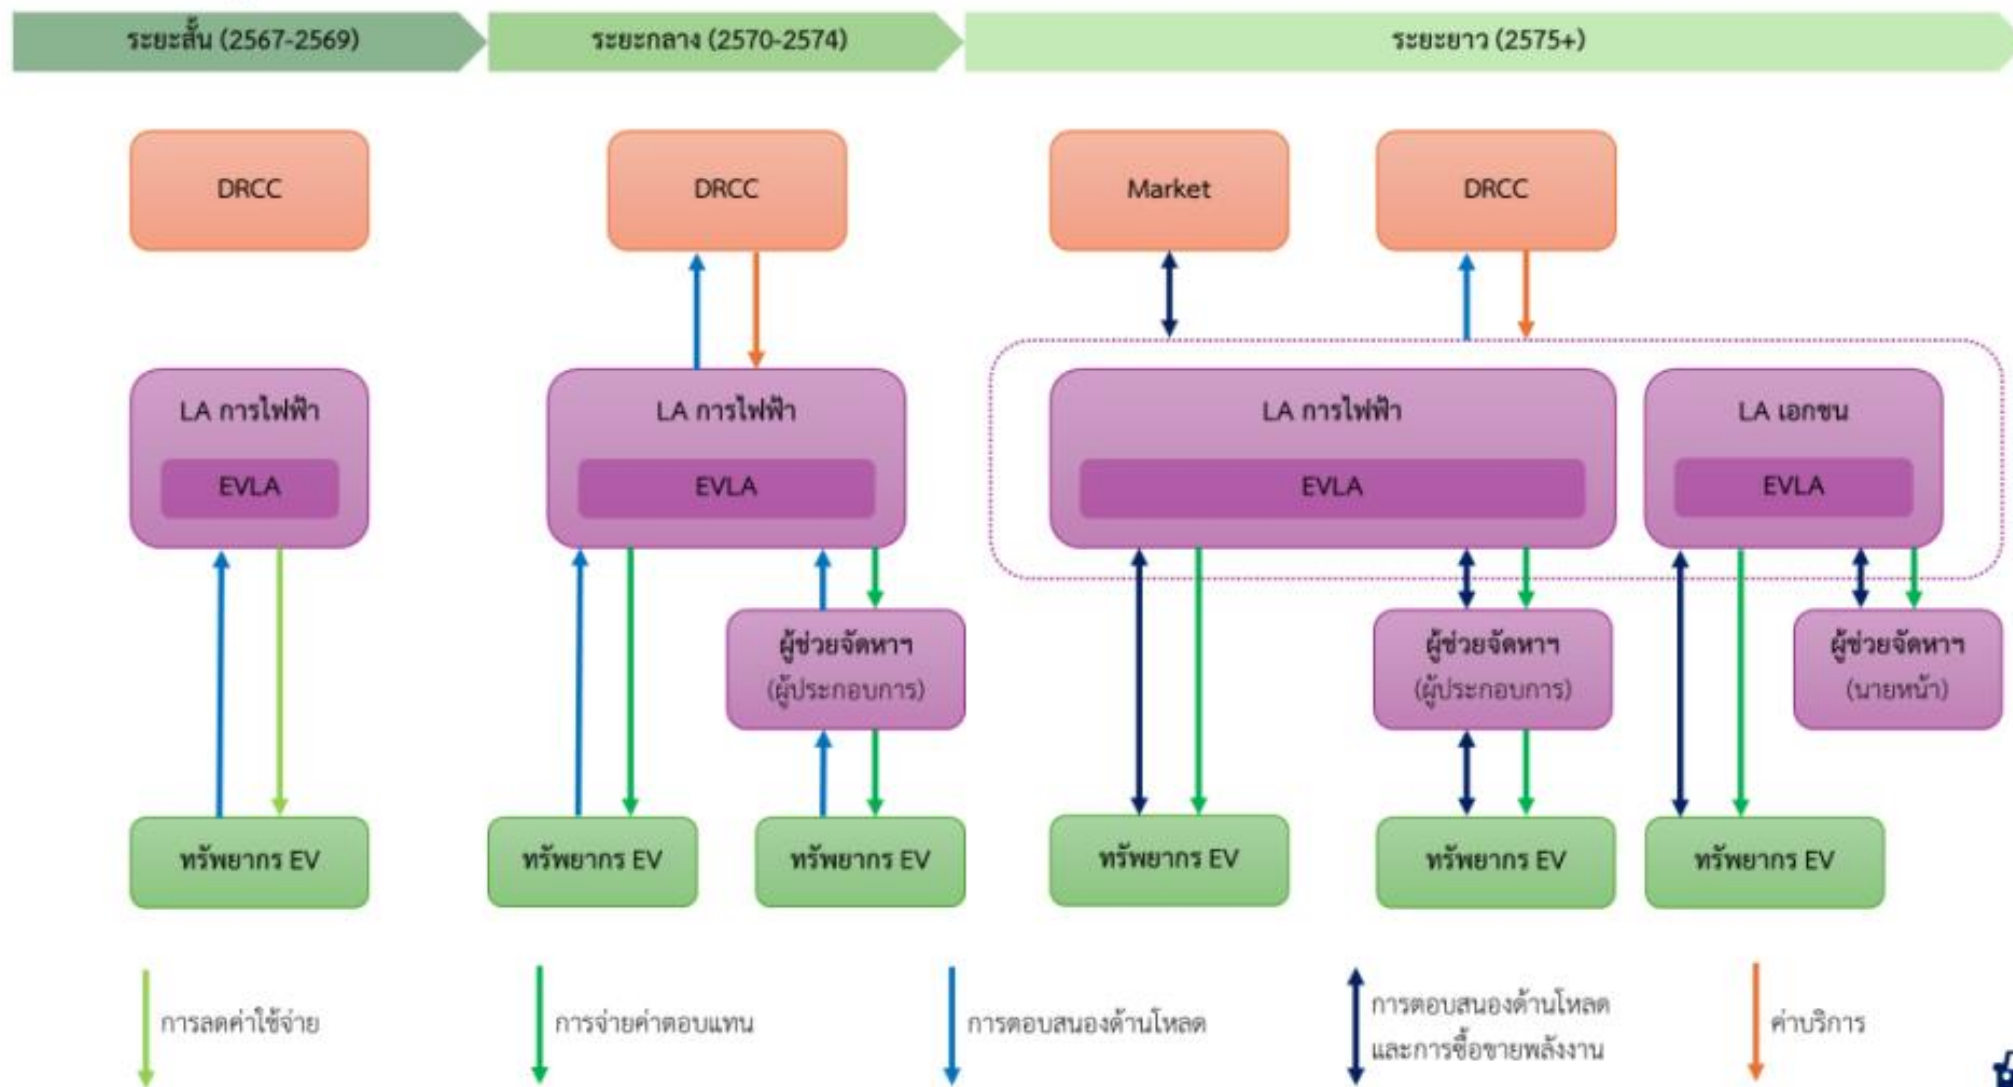 ระยะสั้น (2567-2569)
ระยะกลาง (2570-2574)
ระยะยาว (2575+)
DRCC
DRCC
Market
DRCC
LA การไฟฟ้า
EVLA
LA การไฟฟ้า
EVLA
LA การไฟฟ้า
EVLA
LA เอกชน
EVLA
ผู้ช่วยจัดหาฯ
(ผู้ประกอบการ)
ผู้ช่วยจัดหาฯ
(ผู้ประกอบการ)
ผู้ช่วยจัดหาฯ
(นายหน้า)
ทรัพยากร EV
ทรัพยากร EV
ทรัพยากร EV
ทรัพยากร EV
ทรัพยากร EV
ทรัพยากร EV
การลดค่าใช้จ่าย
การจ่ายค่าตอบแทน
การตอบสนองด้านโหลด
การตอบสนองด้านโหลด
และการซื้อขายพลังงาน
ค่าบริการ